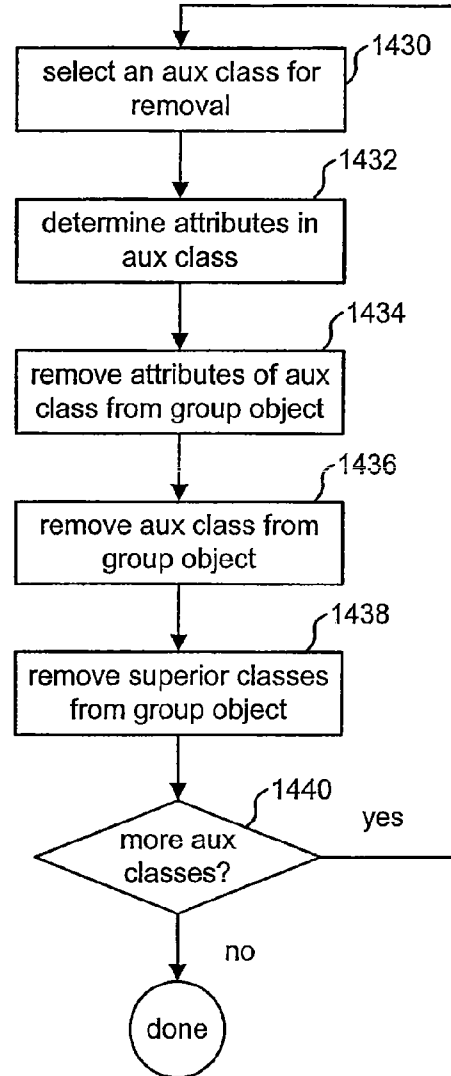 1430
select an aux class for
removal
1432
determine attributes in
aux class
1434
remove attributes of aux
class from group object
1436
remove aux class from
group object
1438
remove superior classes
from group object
1440
more aux
classes?
yes
no
done